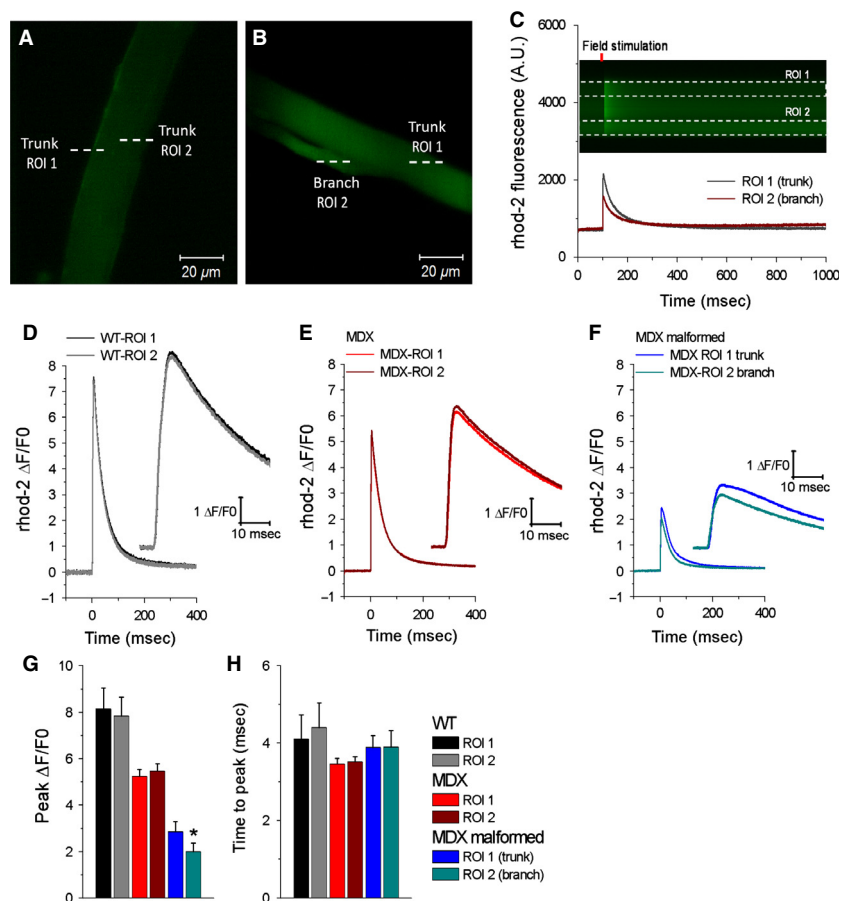 A
Trunk
ROI 1
Trunk
ROI 2
20 µm
B
Trunk
ROI 1
Branch
ROI 2
20 µm
C
rhod-2 fluorescence (A.U.)
6000
4000
2000
0
Field stimulation
ROI 1
ROI 2
ROI 1 (trunk)
ROI 2 (branch)
0 200 400 600 800 1000
Time (msec)
D
WT-ROI 1
WT-ROI 2
rhod-2 ΔF/F0
8
7
6
5
4
3
2
1
0
−1
1 ΔF/F0
10 msec
0 200 400
Time (msec)
E
MDX
MDX-ROI 1
MDX-ROI 2
rhod-2 ΔF/F0
8
7
6
5
4
3
2
1
0
−1
1 ΔF/F0
10 msec
0 200 400
Time (msec)
F
MDX malformed
MDX ROI 1 trunk
MDX-ROI 2 branch
rhod-2 ΔF/F0
8
7
6
5
4
3
2
1
0
−1
1 ΔF/F0
10 msec
0 200 400
Time (msec)
G
Peak ΔF/F0
10
8
6
4
2
0
*
H
Time to peak (msec)
6
4
2
0
WT
ROI 1
ROI 2
MDX
ROI 1
ROI 2
MDX malformed
ROI 1 (trunk)
ROI 2 (branch)